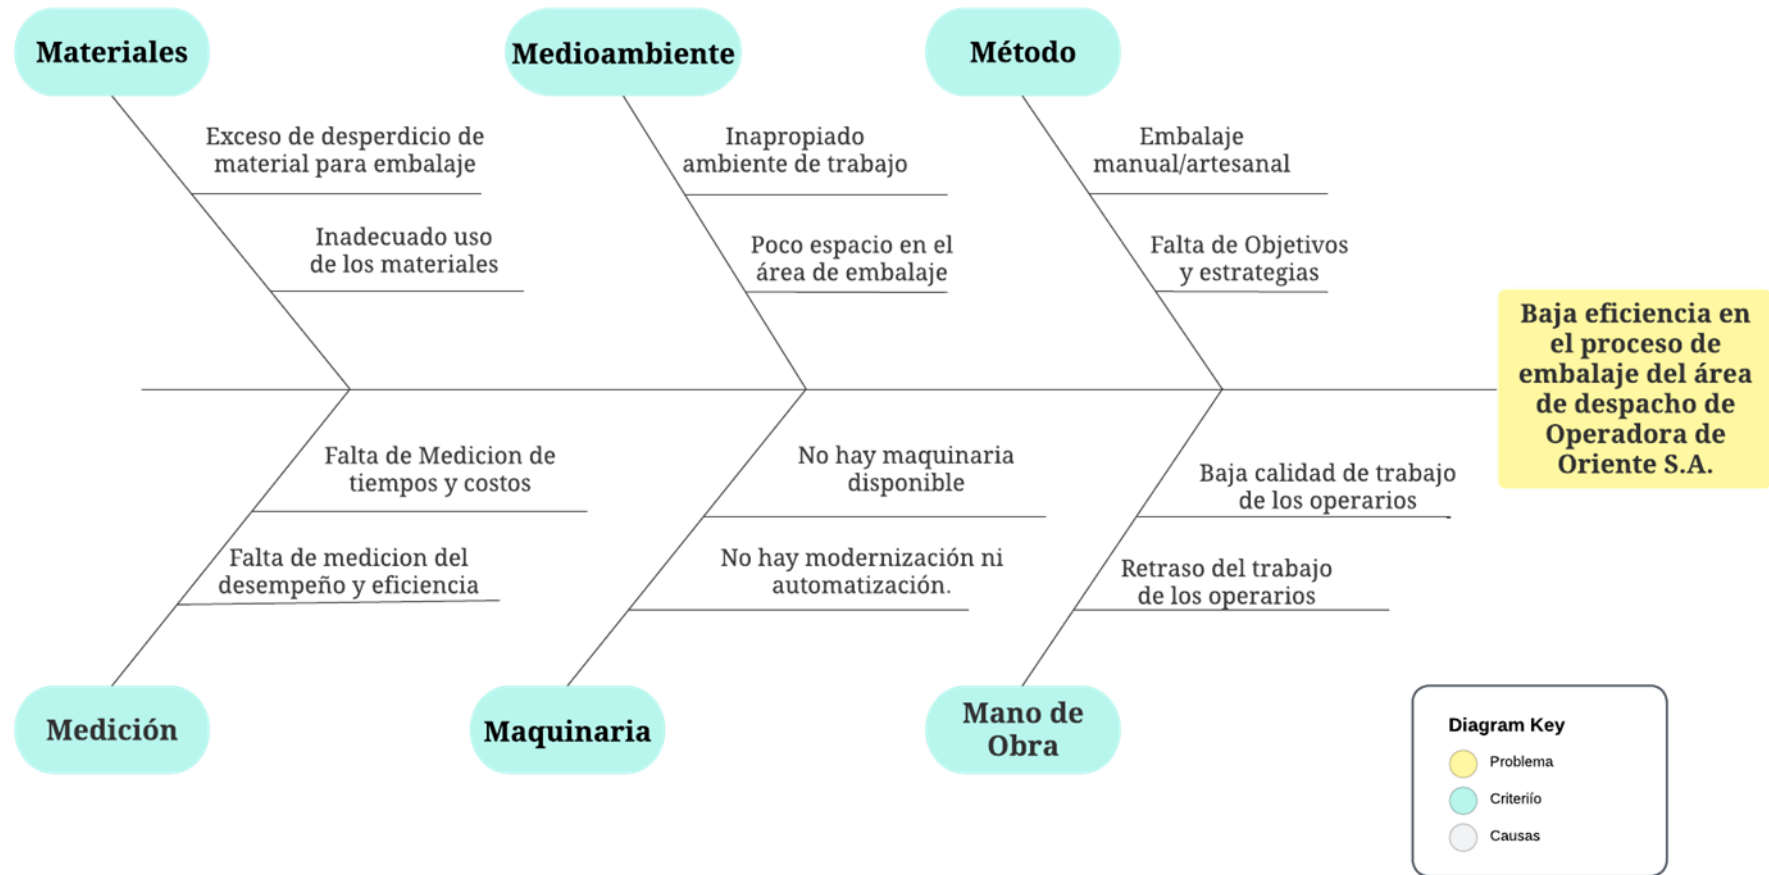 Materiales
Medioambiente
Método
Exceso de desperdicio de
material para embalaje
Inapropiado
ambiente de trabajo
Embalaje
manual/artesanal
Inadecuado uso
de los materiales
Poco espacio en el
área de embalaje
Falta de Objetivos
y estrategias
Baja eficiencia en
el proceso de
embalaje del área
de despacho de
Operadora de
Oriente S.A.
Falta de Medicion de
tiempos y costos
No hay maquinaria
disponible
Baja calidad de trabajo
de los operarios
Falta de medicion del
desempeño y eficiencia
No hay modernización ni
automatización.
Retraso del trabajo
de los operarios
Medición
Maquinaria
Mano de
Obra
Diagram Key
Problema
Criteriío
Causas